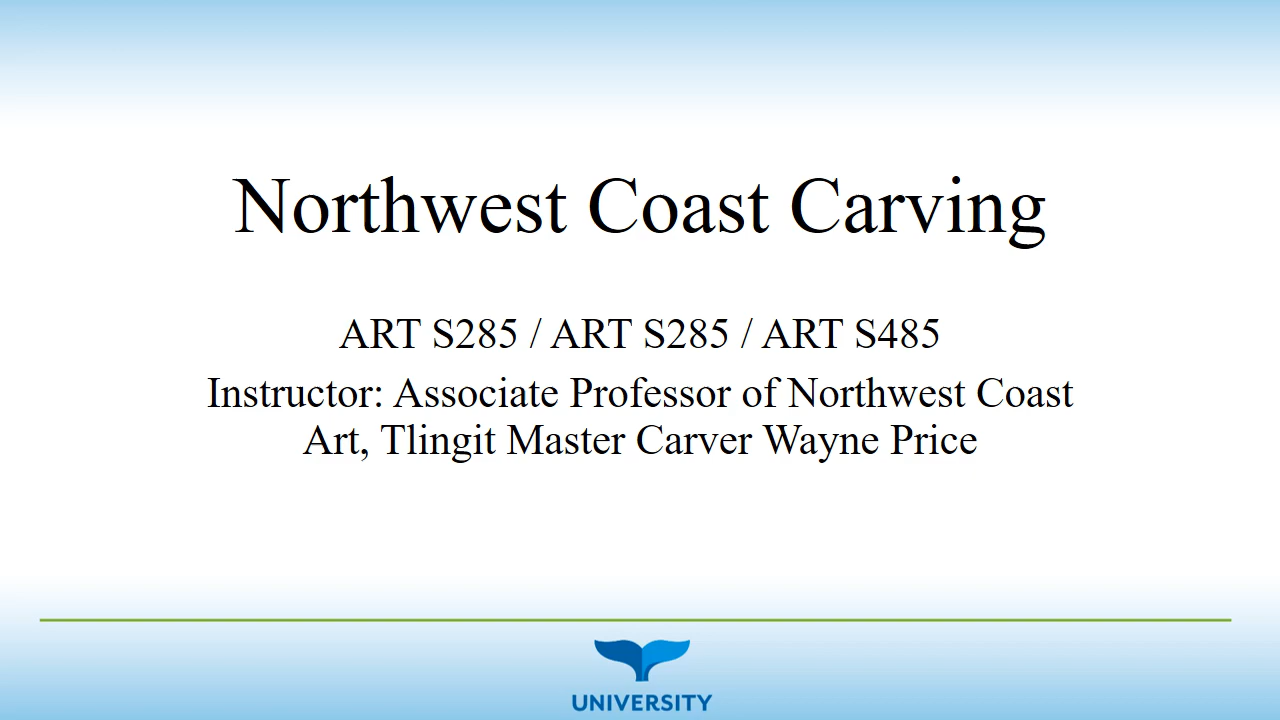 Northwest Coast Carving
ART S285 / ART S285 / ART S485
Instructor: Associate Professor of Northwest Coast
Art, Tlingit Master Carver Wayne Price
UNIVERSITY